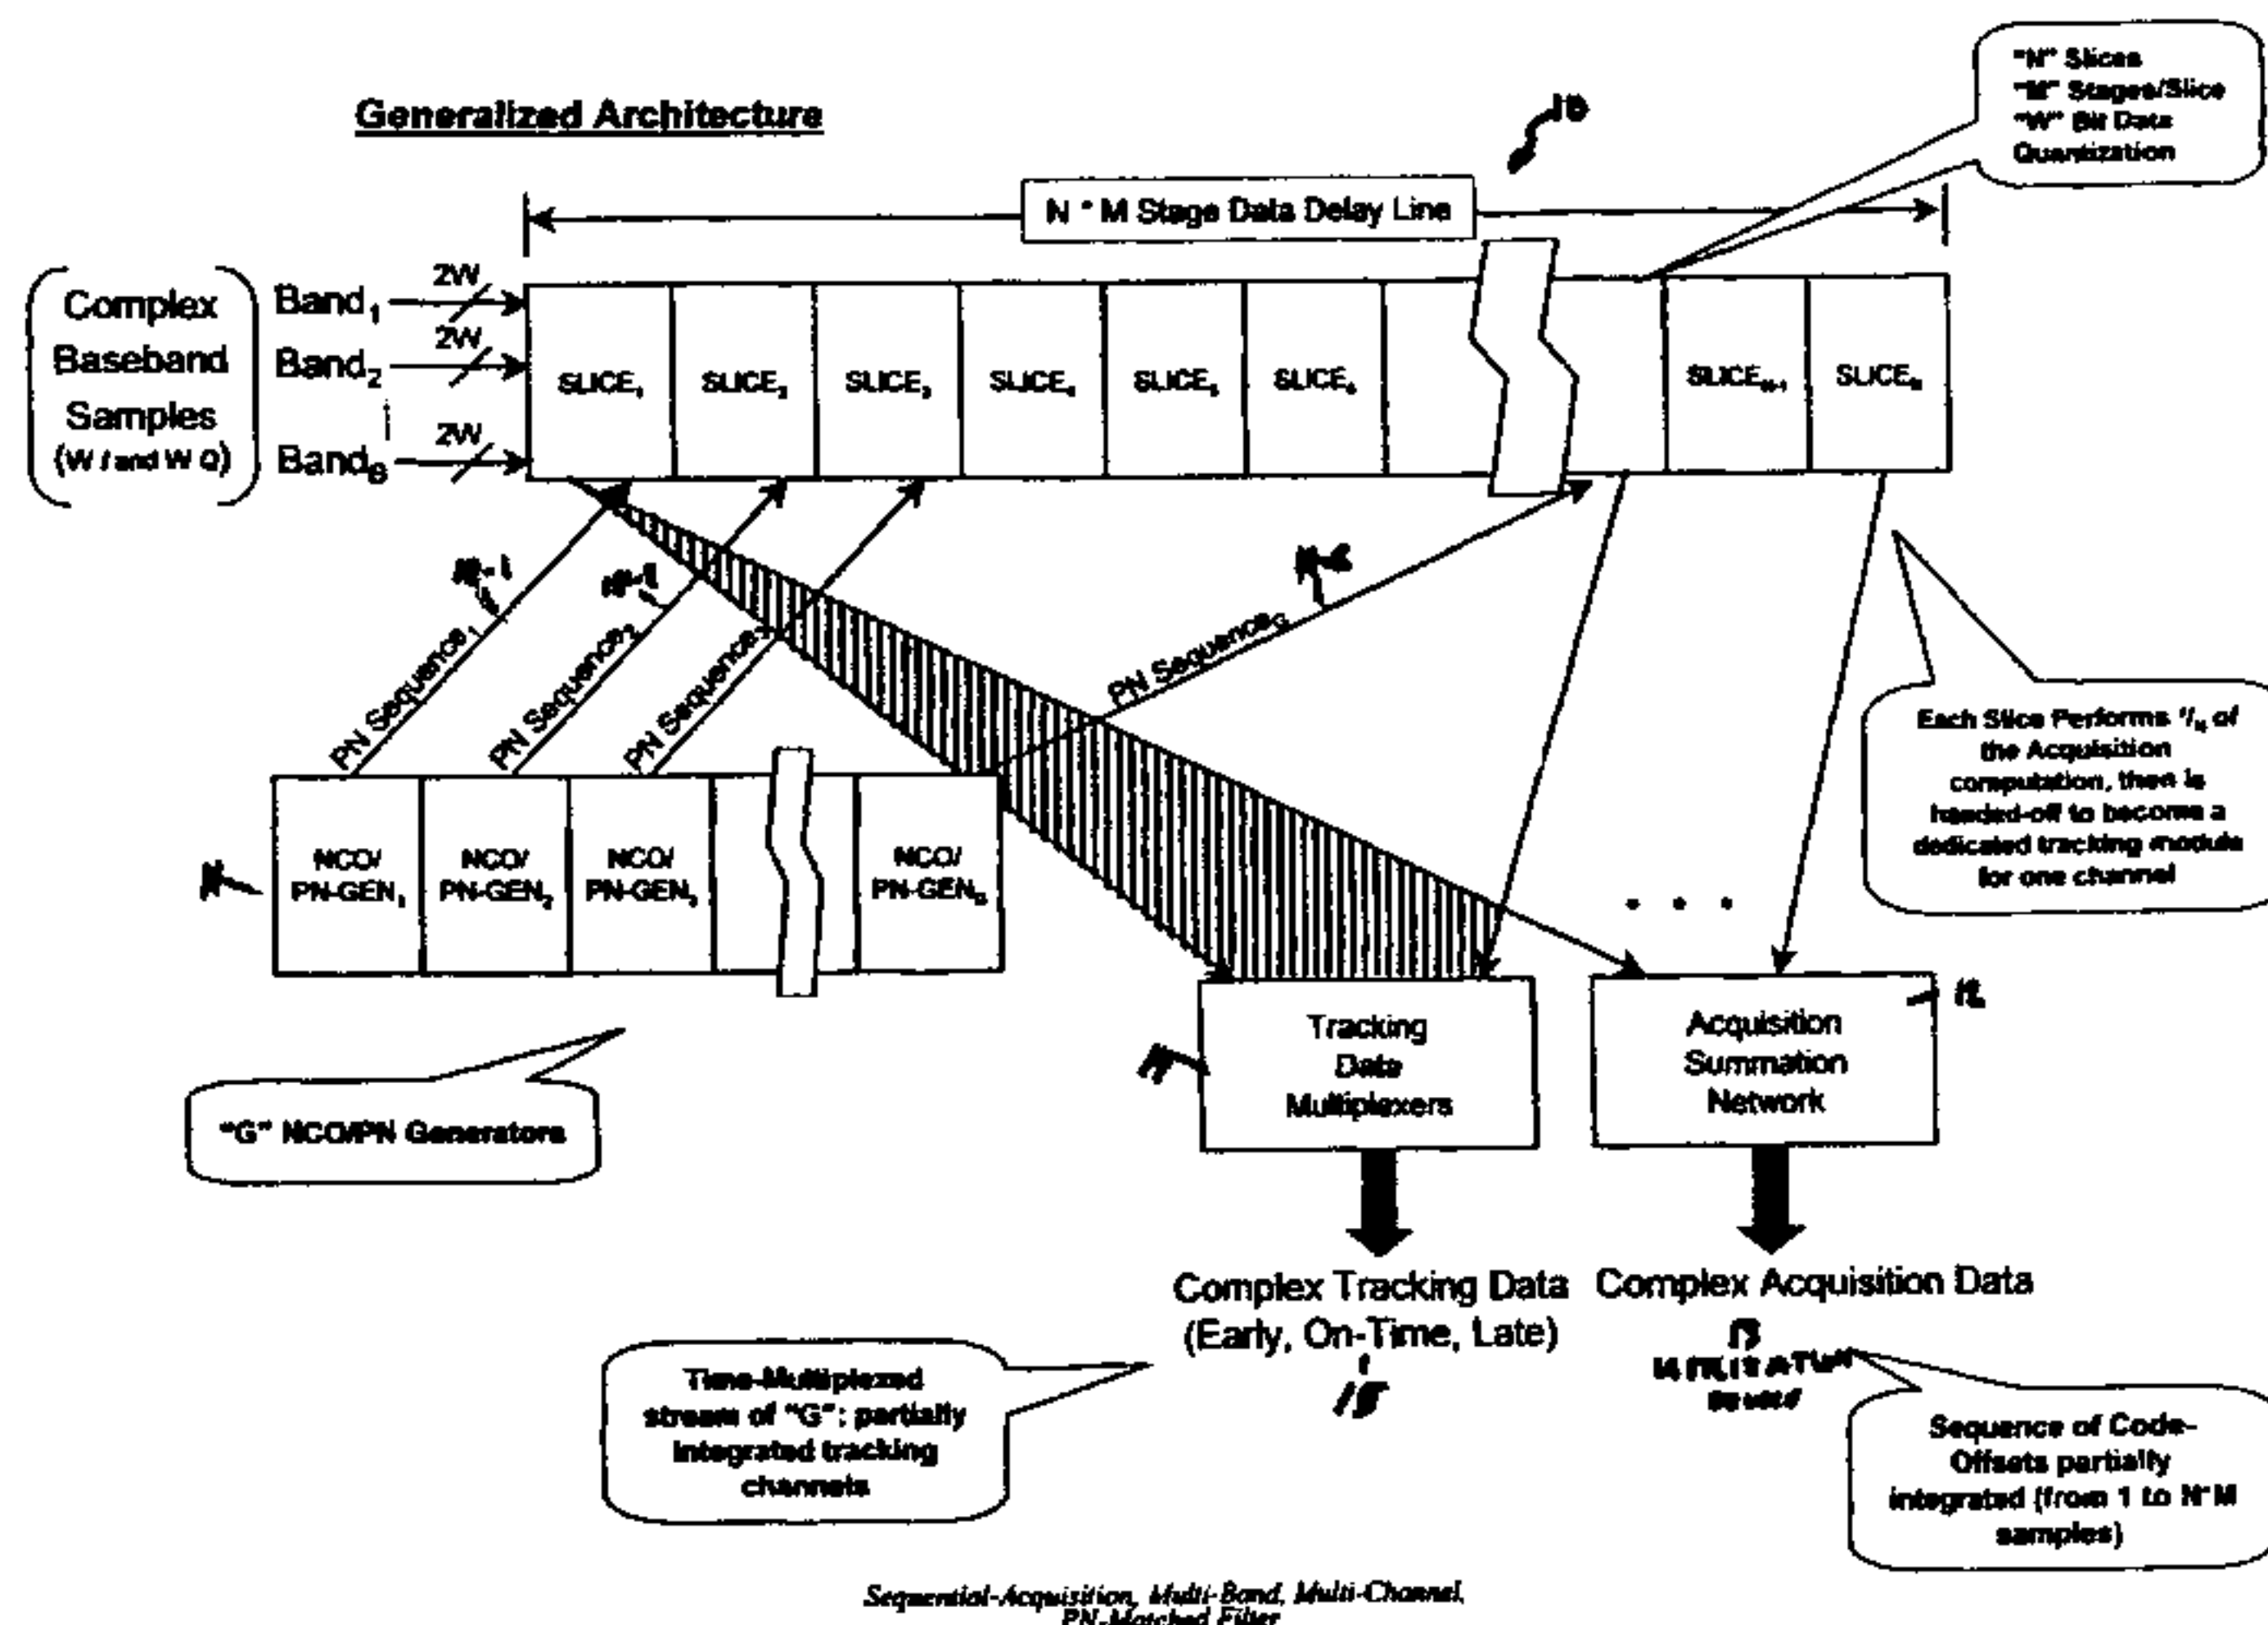 Generalized Architecture
10
"N" Slices
"M" Stages/Slice
"W" Bit Data
Quantization
N * M Stage Data Delay Line
Complex
Baseband
Samples
(W I and W Q)
Band1
2W
Band2
2W
BandB
2W
SLICE1
SLICE2
SLICE3
SLICE4
SLICE5
SLICE6
SLICEN-1
SLICEN
PN Sequence1
PN Sequence2
PN Sequence3
PN SequenceG
NCO/
PN-GEN1
NCO/
PN-GEN2
NCO/
PN-GEN3
NCO/
PN-GENG
Each Slice Performs 1/N of
the Acquisition
computation, then is
handed-off to become a
dedicated tracking module
for one channel
"G" NCO/PN Generators
Tracking
Data
Multiplexers
Acquisition
Summation
Network
12
Complex Tracking Data
(Early, On-Time, Late)
Complex Acquisition Data
13
Time-Multiplexed
stream of "G"; partially
integrated tracking
channels
Sequence of Code-
Offsets partially
integrated (from 1 to N*M
samples)
Sequential-Acquisition, Multi-Band, Multi-Channel,
PN-Matched Filter